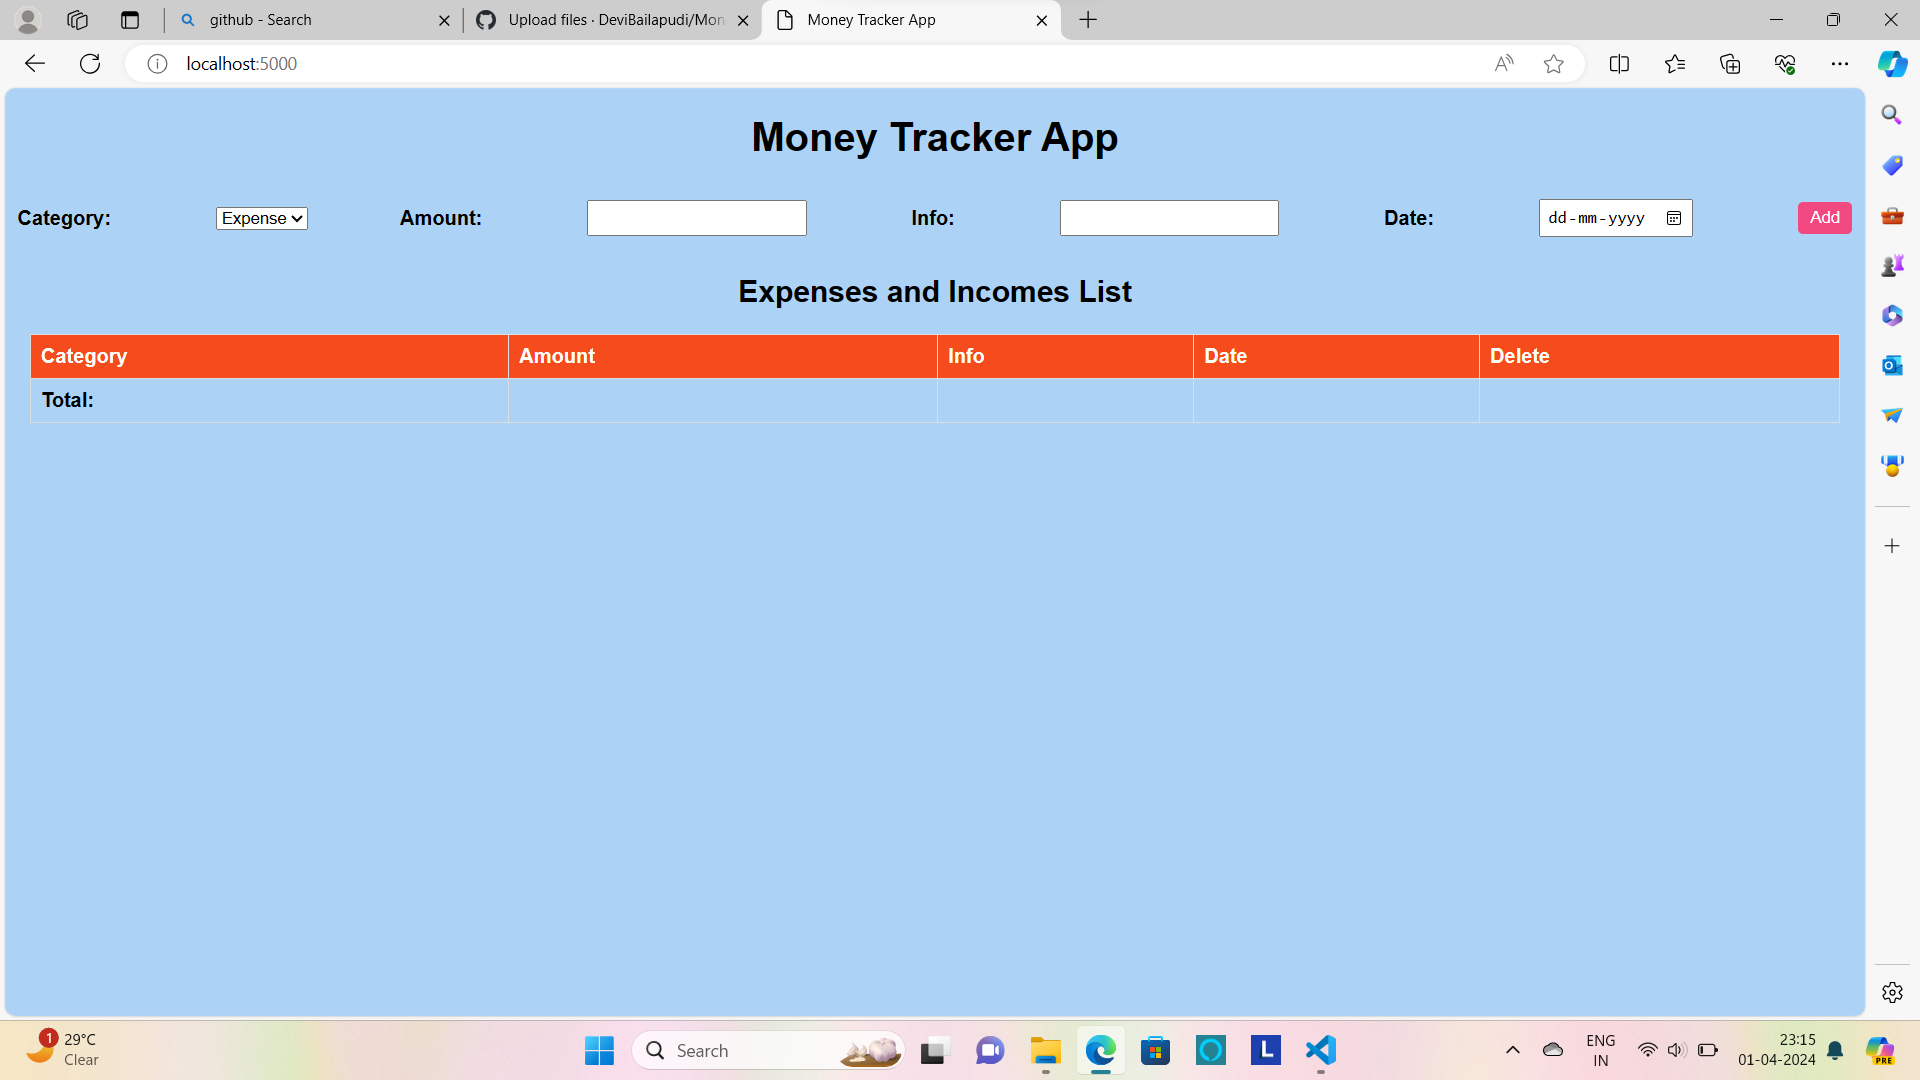 github - Search
Upload files · DeviBailapudi/Mon
Money Tracker App
localhost:5000
Money Tracker App
Category: Expense Amount: Info: Date: dd-mm-yyyy Add
Expenses and Incomes List
Category Amount Info Date Delete
Total:
1
29°C
Clear
Search
L
ENG
IN
23:15
01-04-2024
PRE